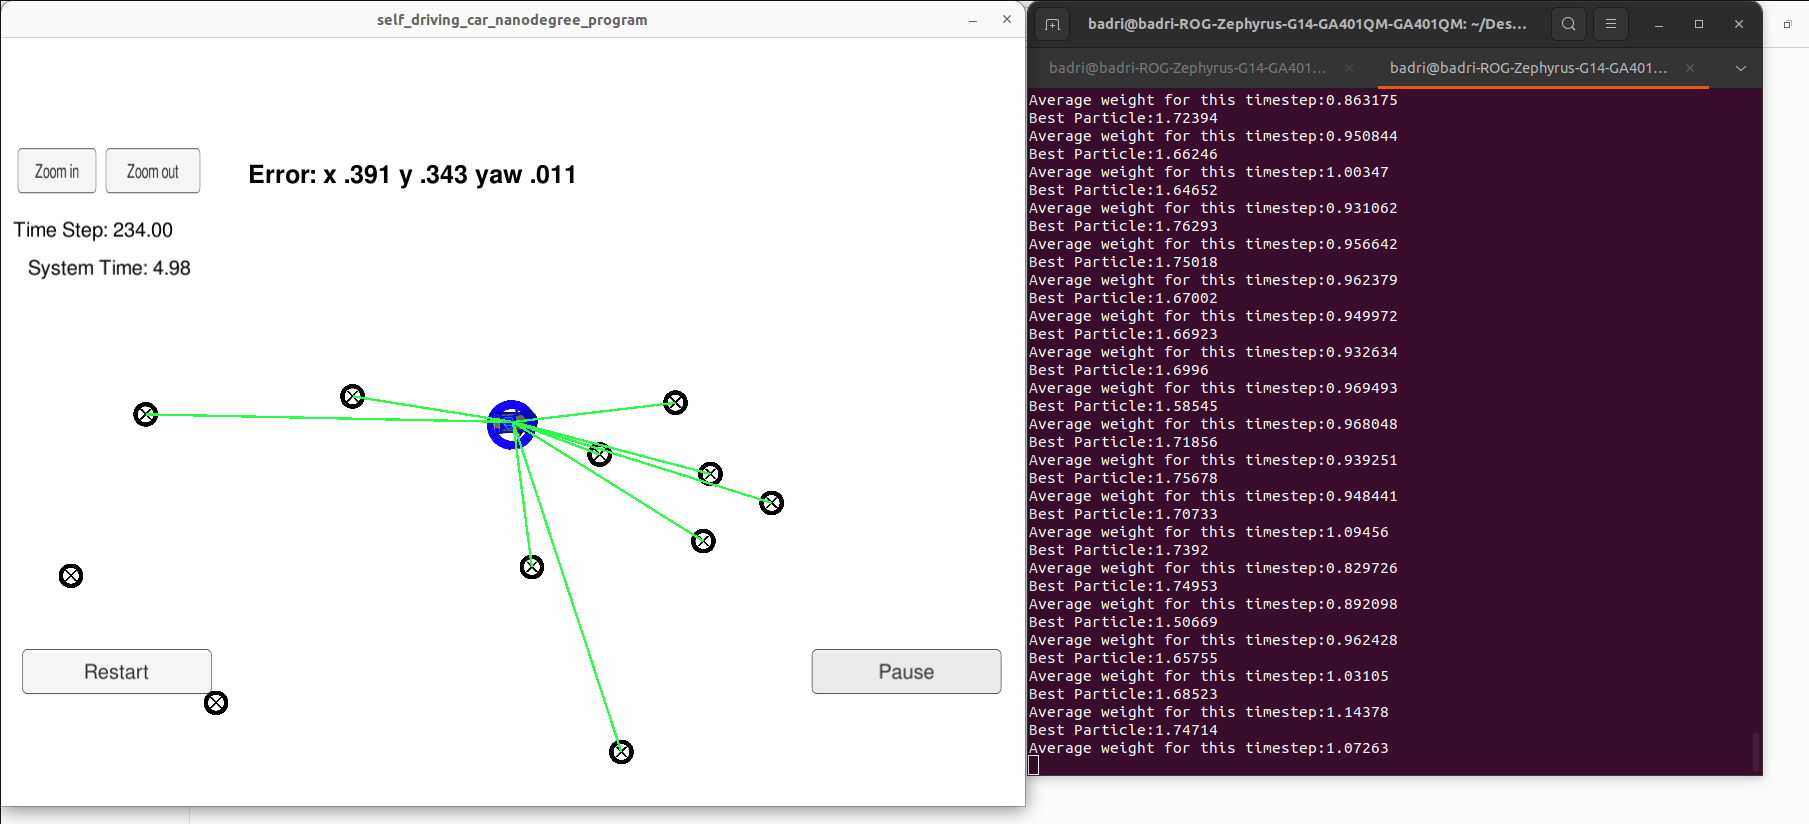 self_driving_car_nanodegree_program
Zoom in
Zoom out
Error: x .391 y .343 yaw .011
Time Step: 234.00
System Time: 4.98
Restart
Pause
badri@badri-ROG-Zephyrus-G14-GA401QM-GA401QM: ~/Des...
badri@badri-ROG-Zephyrus-G14-GA401...
badri@badri-ROG-Zephyrus-G14-GA401...
Average weight for this timestep:0.863175
Best Particle:1.72394
Average weight for this timestep:0.950844
Best Particle:1.66246
Average weight for this timestep:1.00347
Best Particle:1.64652
Average weight for this timestep:0.931062
Best Particle:1.76293
Average weight for this timestep:0.956642
Best Particle:1.75018
Average weight for this timestep:0.962379
Best Particle:1.67002
Average weight for this timestep:0.949972
Best Particle:1.66923
Average weight for this timestep:0.932634
Best Particle:1.6996
Average weight for this timestep:0.969493
Best Particle:1.58545
Average weight for this timestep:0.968048
Best Particle:1.71856
Average weight for this timestep:0.939251
Best Particle:1.75678
Average weight for this timestep:0.948441
Best Particle:1.70733
Average weight for this timestep:1.09456
Best Particle:1.7392
Average weight for this timestep:0.829726
Best Particle:1.74953
Average weight for this timestep:0.892098
Best Particle:1.50669
Average weight for this timestep:0.962428
Best Particle:1.65755
Average weight for this timestep:1.03105
Best Particle:1.68523
Average weight for this timestep:1.14378
Best Particle:1.74714
Average weight for this timestep:1.07263